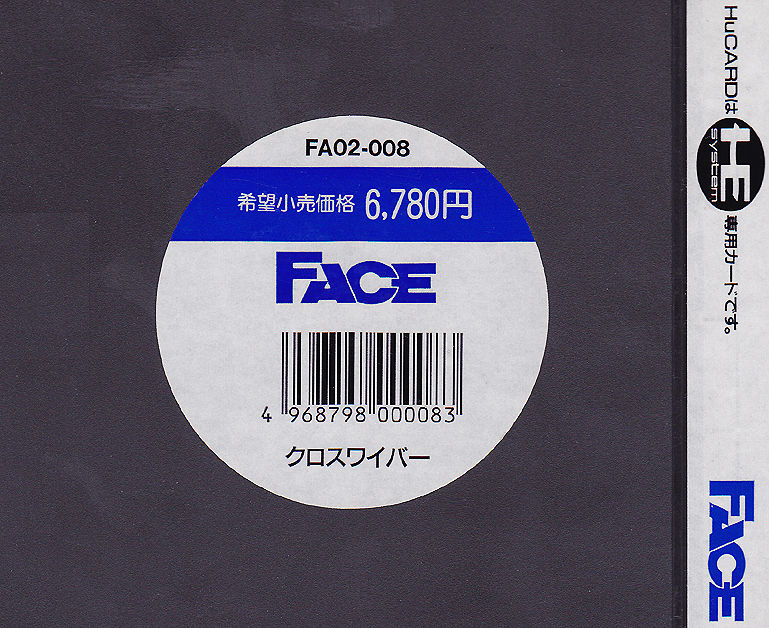 FA02-008
希望小売価格 6,780円
FACE
4 968798 000083
クロスワイバー
HuCARDは HE system 専用カードです。
FACE